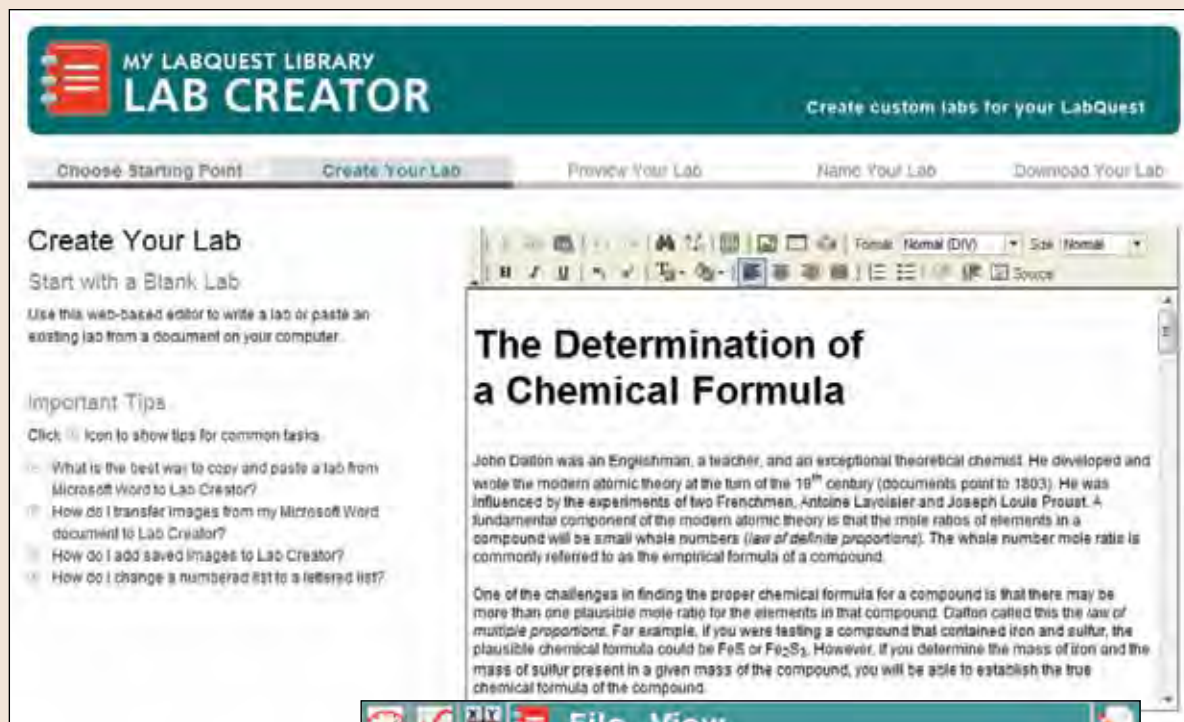 MY LABQUEST LIBRARY
LAB CREATOR
Create custom labs for your LabQuest
Choose Starting Point Create Your Lab Preview Your Lab Name Your Lab Download Your Lab
Create Your Lab
Start with a Blank Lab
Use this web-based editor to write a lab or paste an
existing lab from a document on your computer.
Important Tips
Click icon to show tips for common tasks
What is the best way to copy and paste a lab from
Microsoft Word to Lab Creator?
How do I transfer images from my Microsoft Word
document to Lab Creator?
How do I add saved images to Lab Creator?
How do I change a numbered list to a lettered list?
Format Normal (DIV) Size Normal
B I U Source
The Determination of
a Chemical Formula
John Dalton was an Englishman, a teacher, and an exceptional theoretical chemist. He developed and
wrote the modern atomic theory at the turn of the 19th century (documents point to 1803). He was
influenced by the experiments of two Frenchmen, Antoine Lavoisier and Joseph Louis Proust. A
fundamental component of the modern atomic theory is that the mole ratios of elements in a
compound will be small whole numbers (law of definite proportions). The whole number mole ratio is
commonly referred to as the empirical formula of a compound.
One of the challenges in finding the proper chemical formula for a compound is that there may be
more than one plausible mole ratio for the elements in that compound. Dalton called this the law of
multiple proportions. For example, if you were testing a compound that contained iron and sulfur, the
plausible chemical formula could be FeS or Fe₂S₃. However, if you determine the mass of iron and the
mass of sulfur present in a given mass of the compound, you will be able to establish the true
chemical formula of the compound.
File View